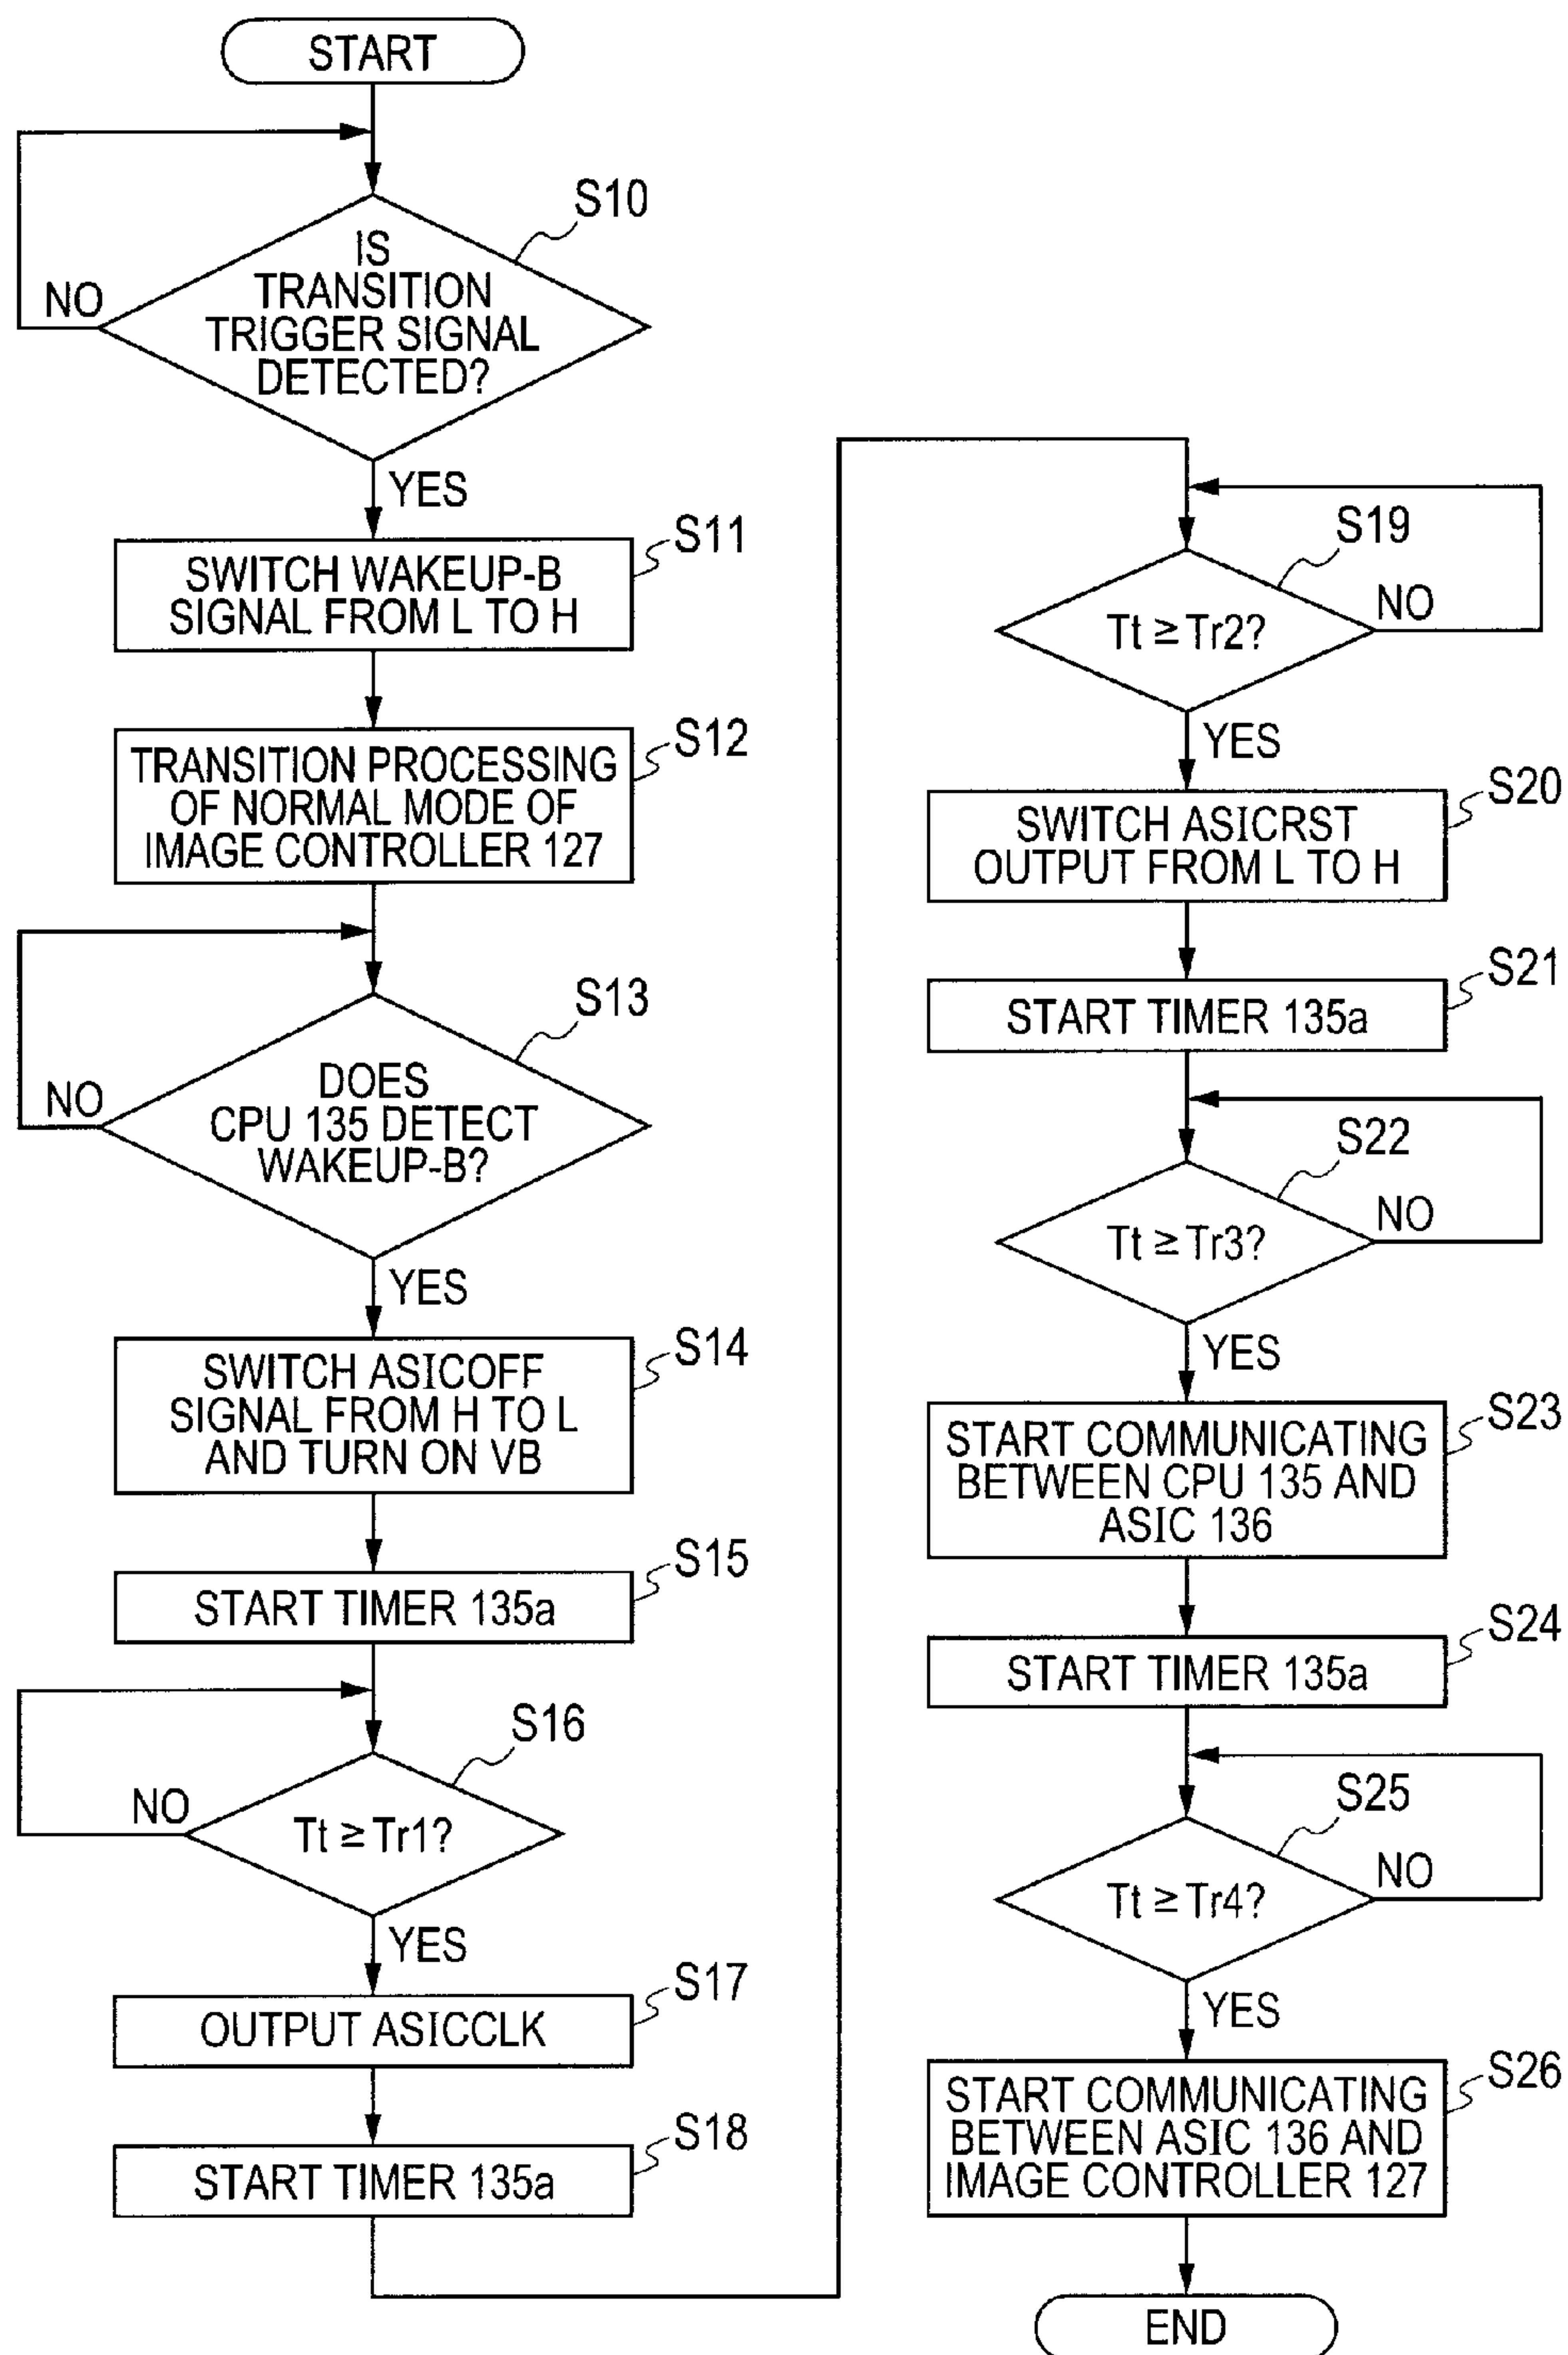 START
S10
IS
TRANSITION
TRIGGER SIGNAL
DETECTED?
NO
YES
S11
SWITCH WAKEUP-B
SIGNAL FROM L TO H
S12
TRANSITION PROCESSING
OF NORMAL MODE OF
IMAGE CONTROLLER 127
S13
DOES
CPU 135 DETECT
WAKEUP-B?
NO
YES
S14
SWITCH ASICOFF
SIGNAL FROM H TO L
AND TURN ON VB
S15
START TIMER 135a
S16
Tt ≥ Tr1?
NO
YES
S17
OUTPUT ASICCLK
S18
START TIMER 135a
S19
Tt ≥ Tr2?
NO
YES
S20
SWITCH ASICRST
OUTPUT FROM L TO H
S21
START TIMER 135a
S22
Tt ≥ Tr3?
NO
YES
S23
START COMMUNICATING
BETWEEN CPU 135 AND
ASIC 136
S24
START TIMER 135a
S25
Tt ≥ Tr4?
NO
YES
S26
START COMMUNICATING
BETWEEN ASIC 136 AND
IMAGE CONTROLLER 127
END